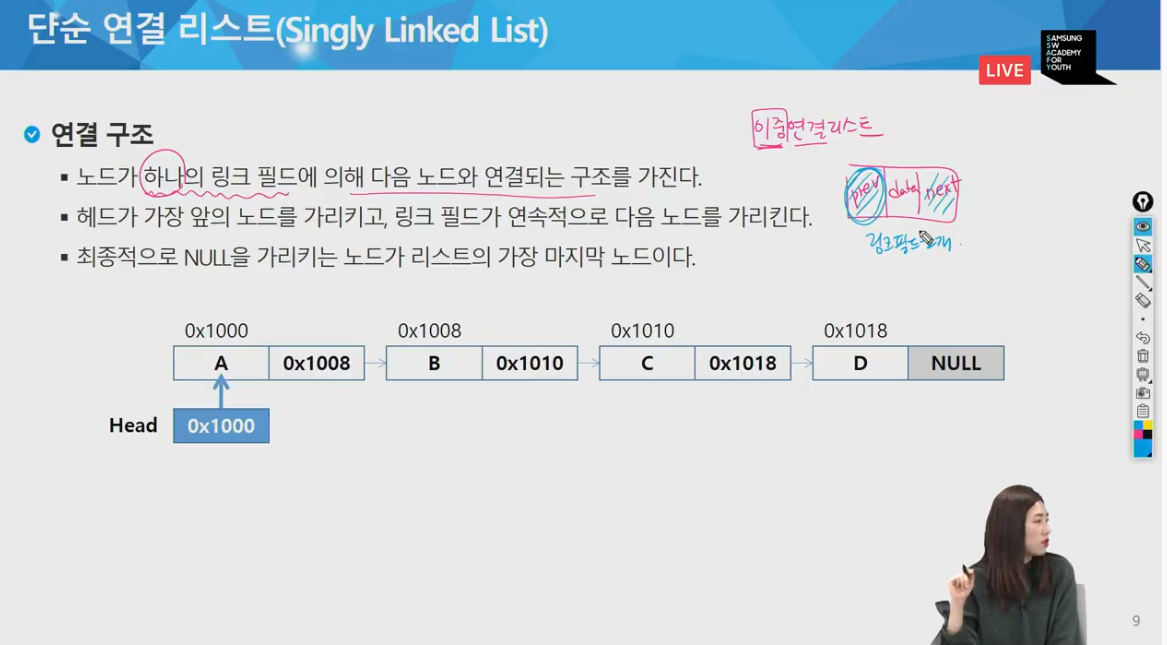 단순 연결 리스트(Singly Linked List)
LIVE
SAMSUNG
SW
ACADEMY
FOR
YOUTH
연결 구조
이중연결리스트
▪ 노드가 하나의 링크 필드에 의해 다음 노드와 연결되는 구조를 가진다.
prev data next
▪ 헤드가 가장 앞의 노드를 가리키고, 링크 필드가 연속적으로 다음 노드를 가리킨다.
링크필드 개
▪ 최종적으로 NULL을 가리키는 노드가 리스트의 가장 마지막 노드이다.
0x1000 0x1008 0x1010 0x1018
A 0x1008 B 0x1010 C 0x1018 D NULL
Head 0x1000
9